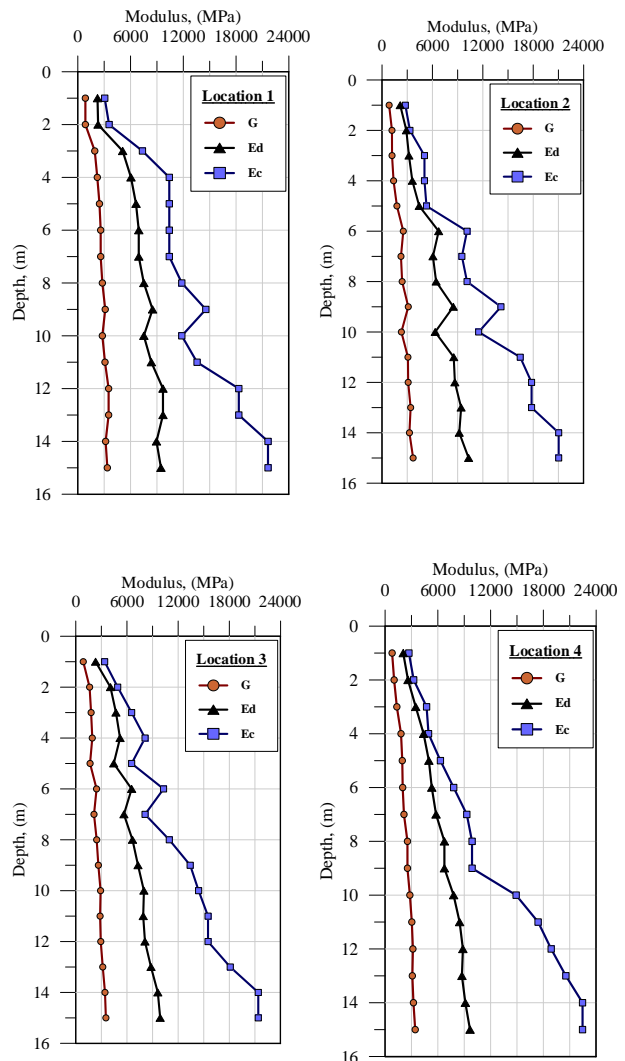 Modulus, (MPa)
0 6000 12000 18000 24000
0
2
4
6
8
10
12
14
16
Depth, (m)
Location 1
G
Ed
Ec
Modulus, (MPa)
0 6000 12000 18000 24000
0
2
4
6
8
10
12
14
16
Depth, (m)
Location 2
G
Ed
Ec
Modulus, (MPa)
0 6000 12000 18000 24000
0
2
4
6
8
10
12
14
16
Depth, (m)
Location 3
G
Ed
Ec
Modulus, (MPa)
0 6000 12000 18000 24000
0
2
4
6
8
10
12
14
16
Depth, (m)
Location 4
G
Ed
Ec